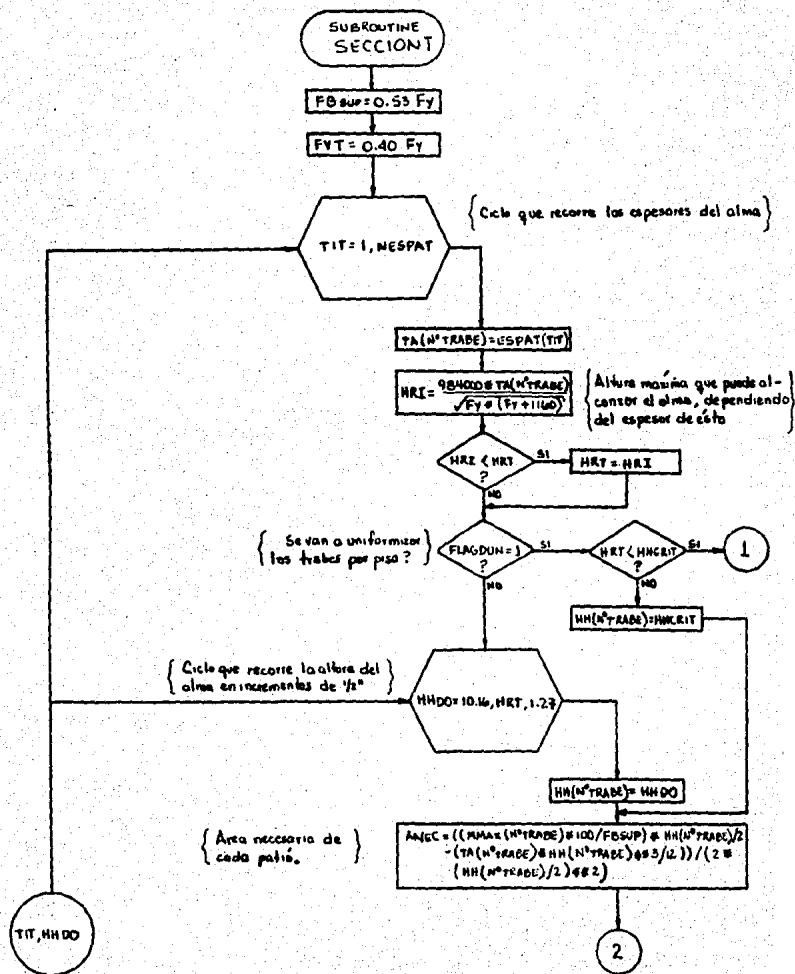 SUBROUTINE
SECCIONT
FBSUP=0.53 Fy
FVT = 0.40 Fy
TIT=1, NESPAT
{Ciclo que recorre los espesores del alma}
TA(N°TRABE)=ESPAT(TIT)
HRI= 984000*TA(N°TRABE)
√FY*(FY+1160)
{Altura maxima que puede al-
canzar el alma, dependiendo
del espesor de ésta}
HRI < HRT
?
SI
HRT = HRI
NO
{Se van a uniformizar
las trabes por piso?}
FLAGDUN=1
?
SI
HRT<HHCRIT
?
SI
1
NO
NO
HH(N°TRABE)=HHCRIT
{Ciclo que recorre la altura del
alma en incrementos de 1/2"}
HHDO=10.16, HRT, 1.27
HH(N°TRABE)= HHDO
{Area necesaria de
cada patín.}
ANEC=((MMAX(N°TRABE)*100/FBSUP)*HH(N°TRABE)/2
-(TA(N°TRABE)*HH(N°TRABE)**3/12))/(2*
(HH(N°TRABE)/2)**2)
TIT, HHDO
2